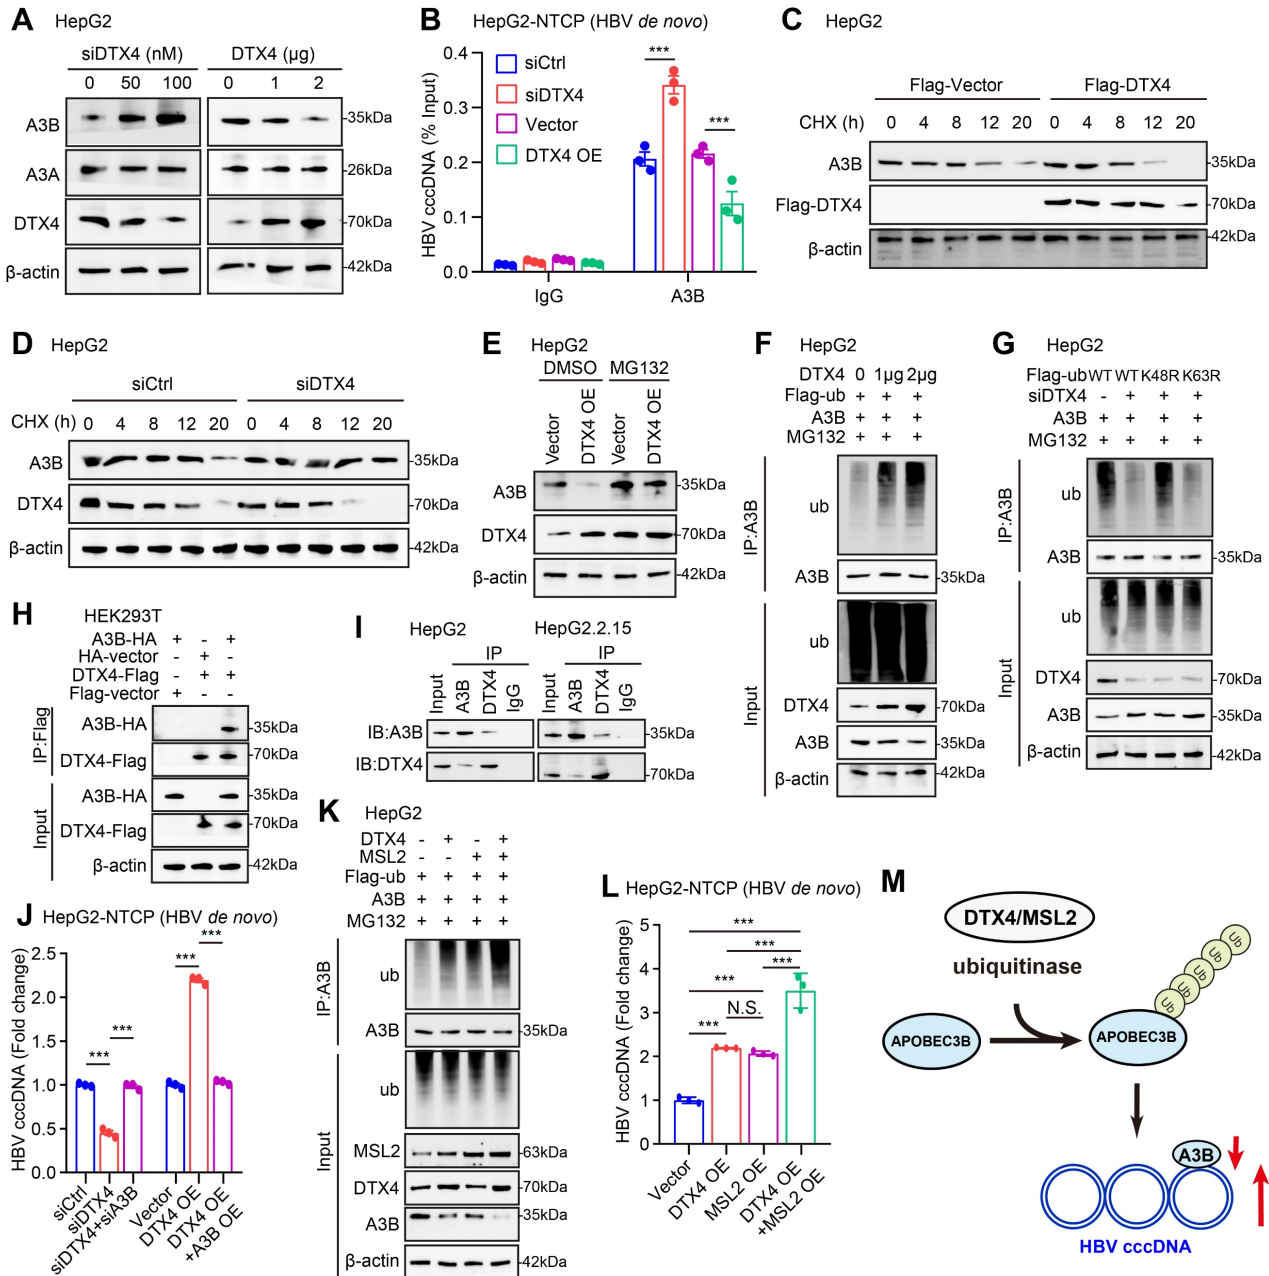 A HepG2
siDTX4 (nM) DTX4 (μg)
0 50 100 0 1 2
A3B -35kDa
A3A -26kDa
DTX4 -70kDa
β-actin -42kDa
B HepG2-NTCP (HBV de novo)
HBV cccDNA (% Input)
0.4
0.3
0.2
0.1
0.0
siCtrl
siDTX4
Vector
DTX4 OE
*** ***
IgG A3B
C HepG2
Flag-Vector Flag-DTX4
CHX (h) 0 4 8 12 20 0 4 8 12 20
A3B -35kDa
Flag-DTX4 -70kDa
β-actin -42kDa
D HepG2
siCtrl siDTX4
CHX (h) 0 4 8 12 20 0 4 8 12 20
A3B -35kDa
DTX4 -70kDa
β-actin -42kDa
E HepG2
DMSO MG132
Vector DTX4 OE Vector DTX4 OE
A3B -35kDa
DTX4 -70kDa
β-actin -42kDa
F HepG2
DTX4 0 1μg 2μg
Flag-ub + + +
A3B + + +
MG132 + + +
IP:A3B
ub
A3B -35kDa
Input
ub
DTX4 -70kDa
A3B -35kDa
β-actin -42kDa
G HepG2
Flag-ub WT WT K48R K63R
siDTX4 - + + +
A3B + + + +
MG132 + + + +
IP:A3B
ub
A3B -35kDa
Input
ub
DTX4 -70kDa
A3B -35kDa
β-actin -42kDa
H HEK293T
A3B-HA + - +
HA-vector - + -
DTX4-Flag - + +
Flag-vector + - -
IP:Flag
A3B-HA -35kDa
DTX4-Flag -70kDa
Input
A3B-HA -35kDa
DTX4-Flag -70kDa
β-actin -42kDa
I HepG2 HepG2.2.15
IP IP
Input A3B DTX4 IgG Input A3B DTX4 IgG
IB:A3B -35kDa
IB:DTX4 -70kDa
J HepG2-NTCP (HBV de novo)
HBV cccDNA (Fold change)
2.5
2.0
1.5
1.0
0.5
0.0
*** *** *** ***
siCtrl
siDTX4
siDTX4+siA3B
Vector
DTX4 OE
DTX4 OE
+A3B OE
K HepG2
DTX4 - + - +
MSL2 - - + +
Flag-ub + + + +
A3B + + + +
MG132 + + + +
IP:A3B
ub
A3B -35kDa
Input
ub
MSL2 -63kDa
DTX4 -70kDa
A3B -35kDa
β-actin -42kDa
L HepG2-NTCP (HBV de novo)
HBV cccDNA (Fold change)
5
4
3
2
1
0
***
***
***
***
N.S.
***
Vector
DTX4 OE
MSL2 OE
DTX4 OE
+MSL2 OE
M
DTX4/MSL2
ubiquitinase
APOBEC3B
APOBEC3B
Ub
Ub
Ub
Ub
Ub
A3B
HBV cccDNA